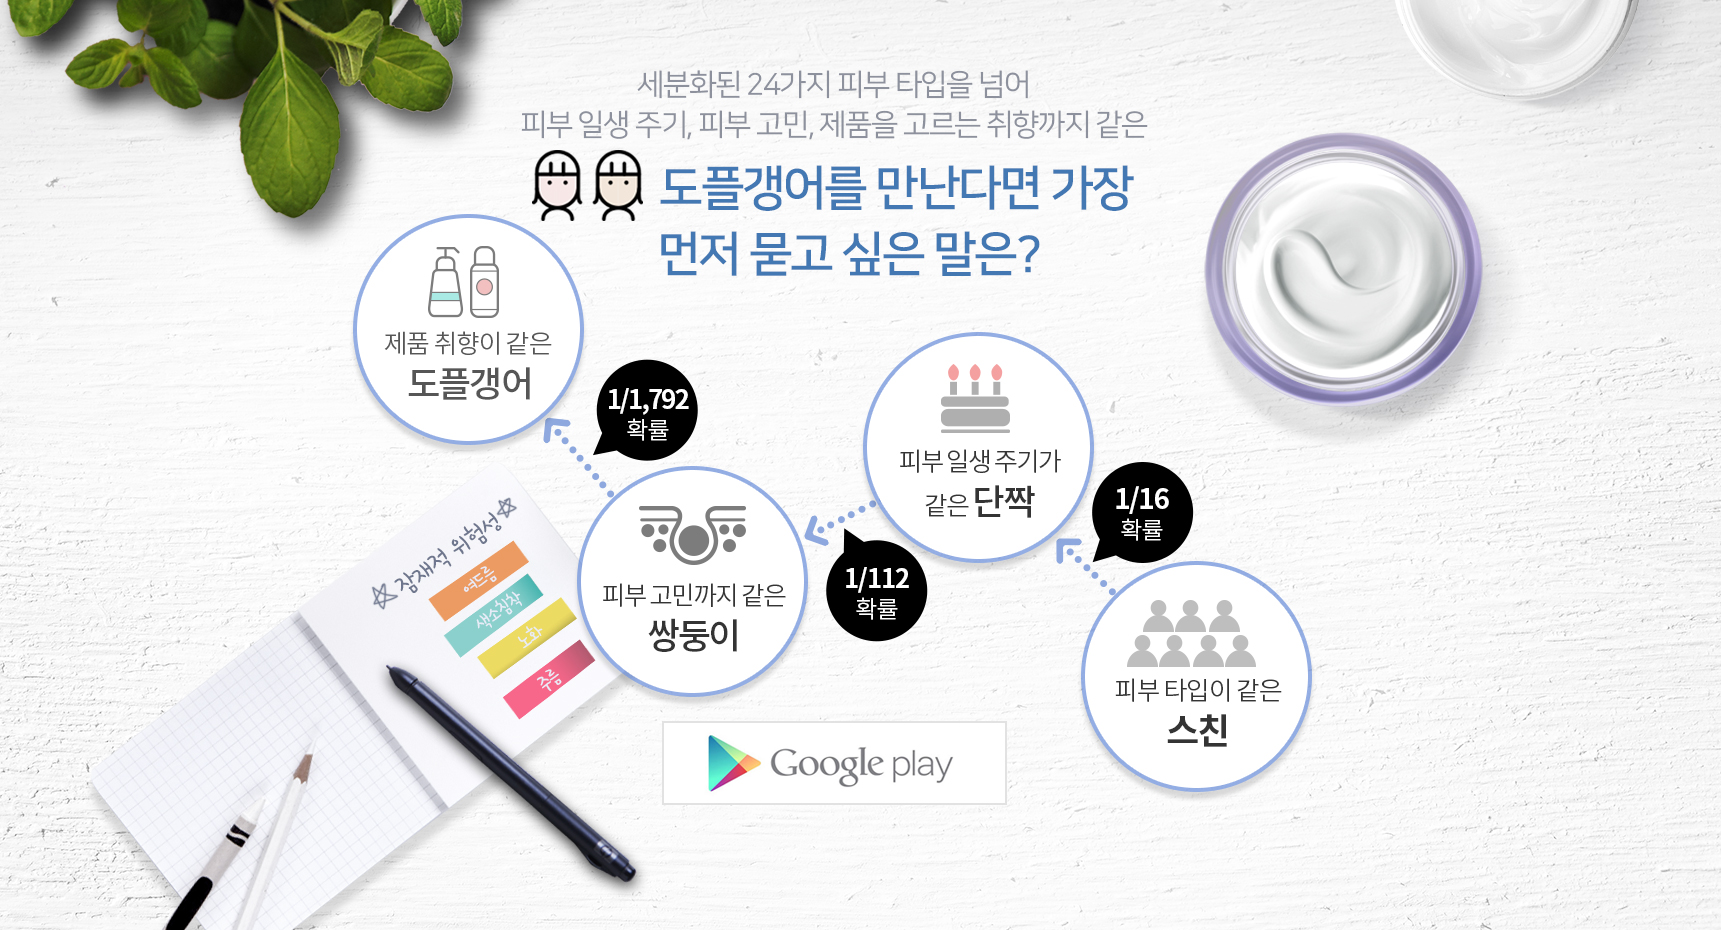 세분화된 24가지 피부 타입을 넘어
피부 일생 주기, 피부 고민, 제품을 고르는 취향까지 같은
도플갱어를 만난다면 가장
먼저 묻고 싶은 말은?
제품 취향이 같은
도플갱어
1/1,792
확률
피부 일생 주기가
같은 단짝
1/16
확률
피부 고민까지 같은
쌍둥이
1/112
확률
피부 타입이 같은
스친
잠재적 위험성
여드름
색소침착
노화
주름
Google play